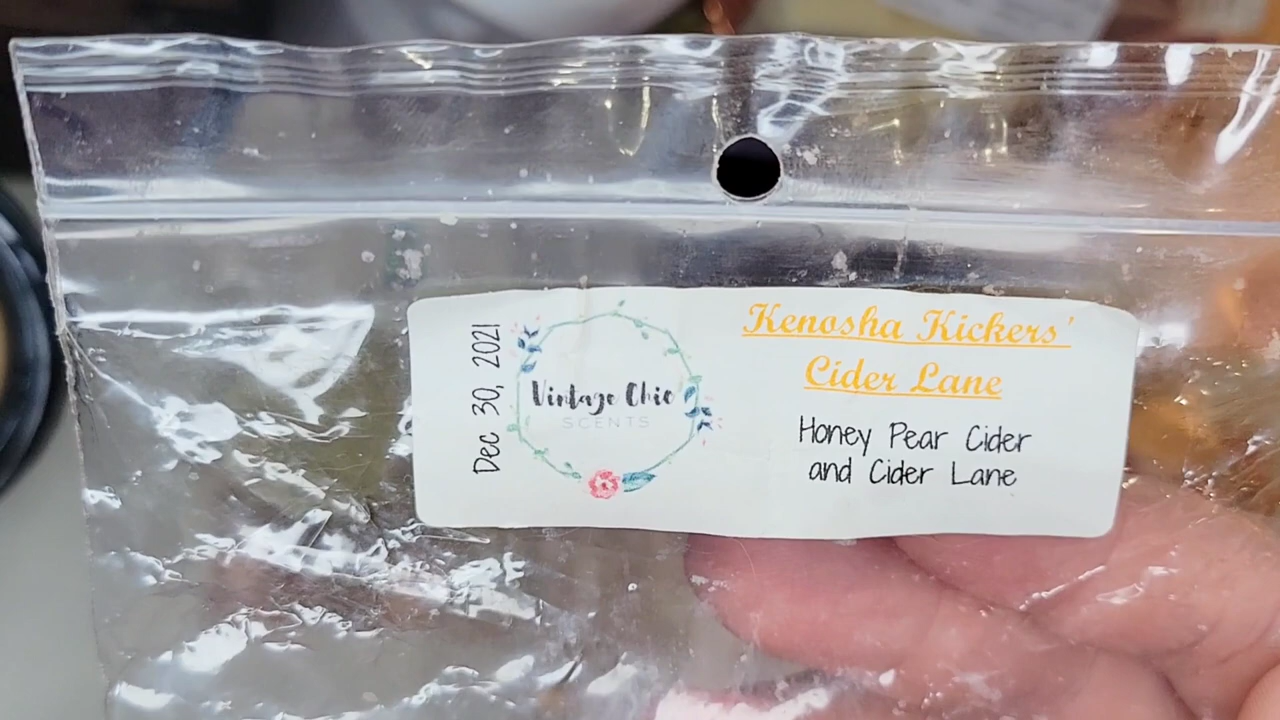 Dec 30, 2021
Vintage Chic
SCENTS
Kenosha Kickers'
Cider Lane
Honey Pear Cider
and Cider Lane